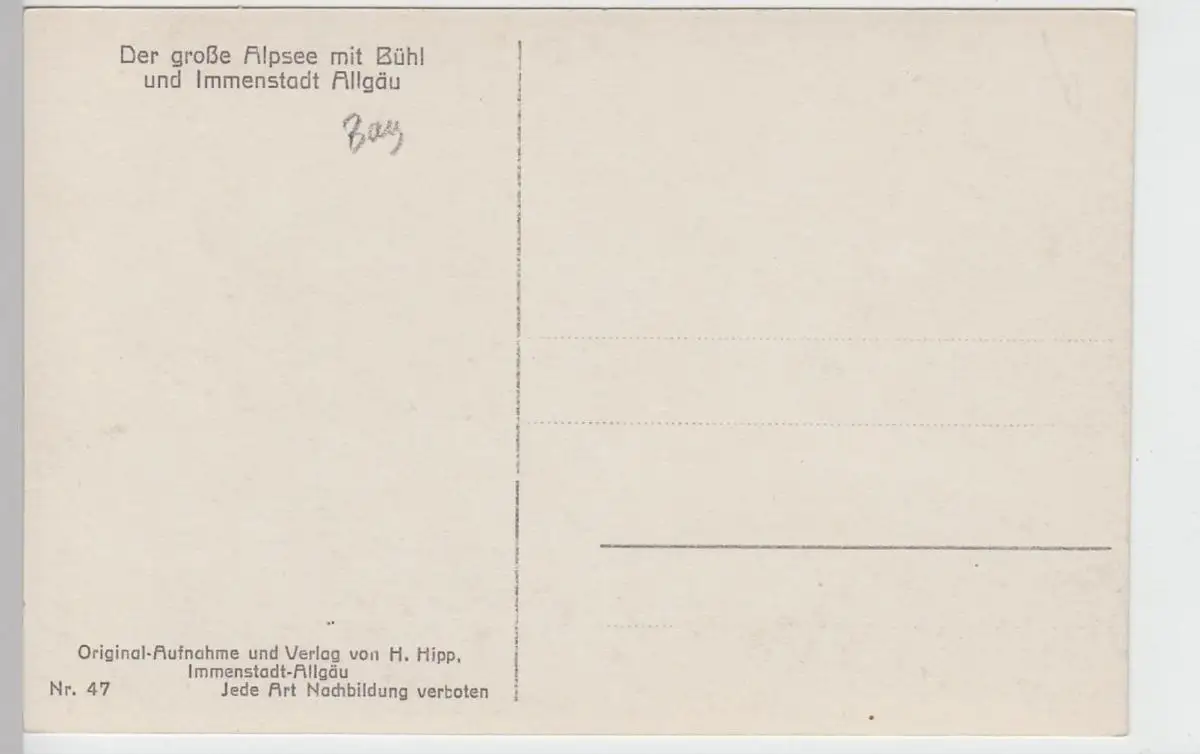 Der große Alpsee mit Bühl
und Immenstadt Allgäu
Bay
Original-Aufnahme und Verlag von H. Hipp,
Immenstadt-Allgäu
Nr. 47 Jede Art Nachbildung verboten